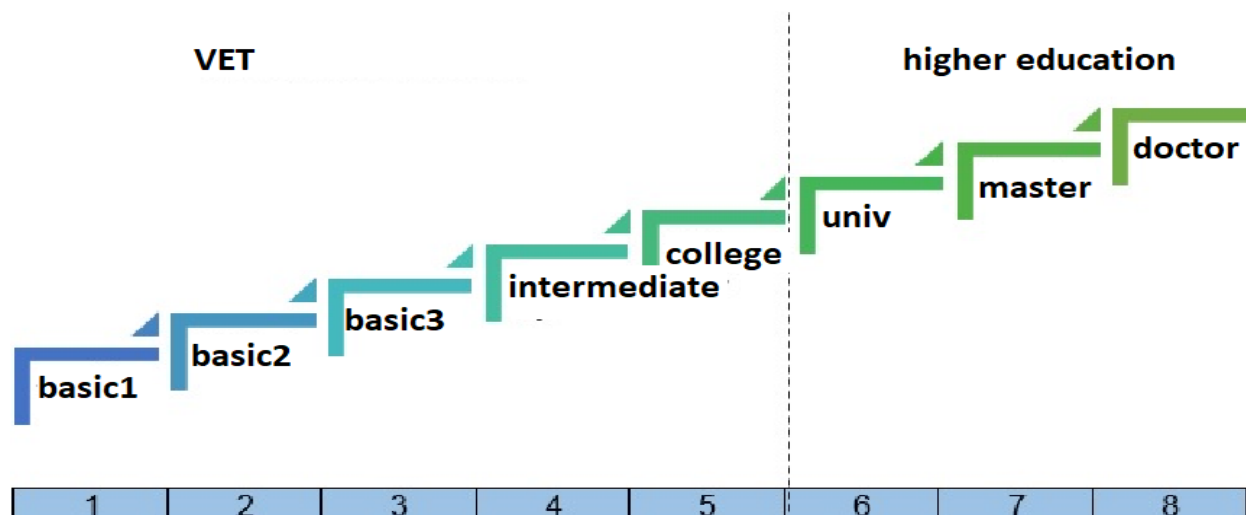 VET
higher education
doctor
master
univ
college
intermediate
basic3
basic2
basic1
1 2 3 4 5 6 7 8